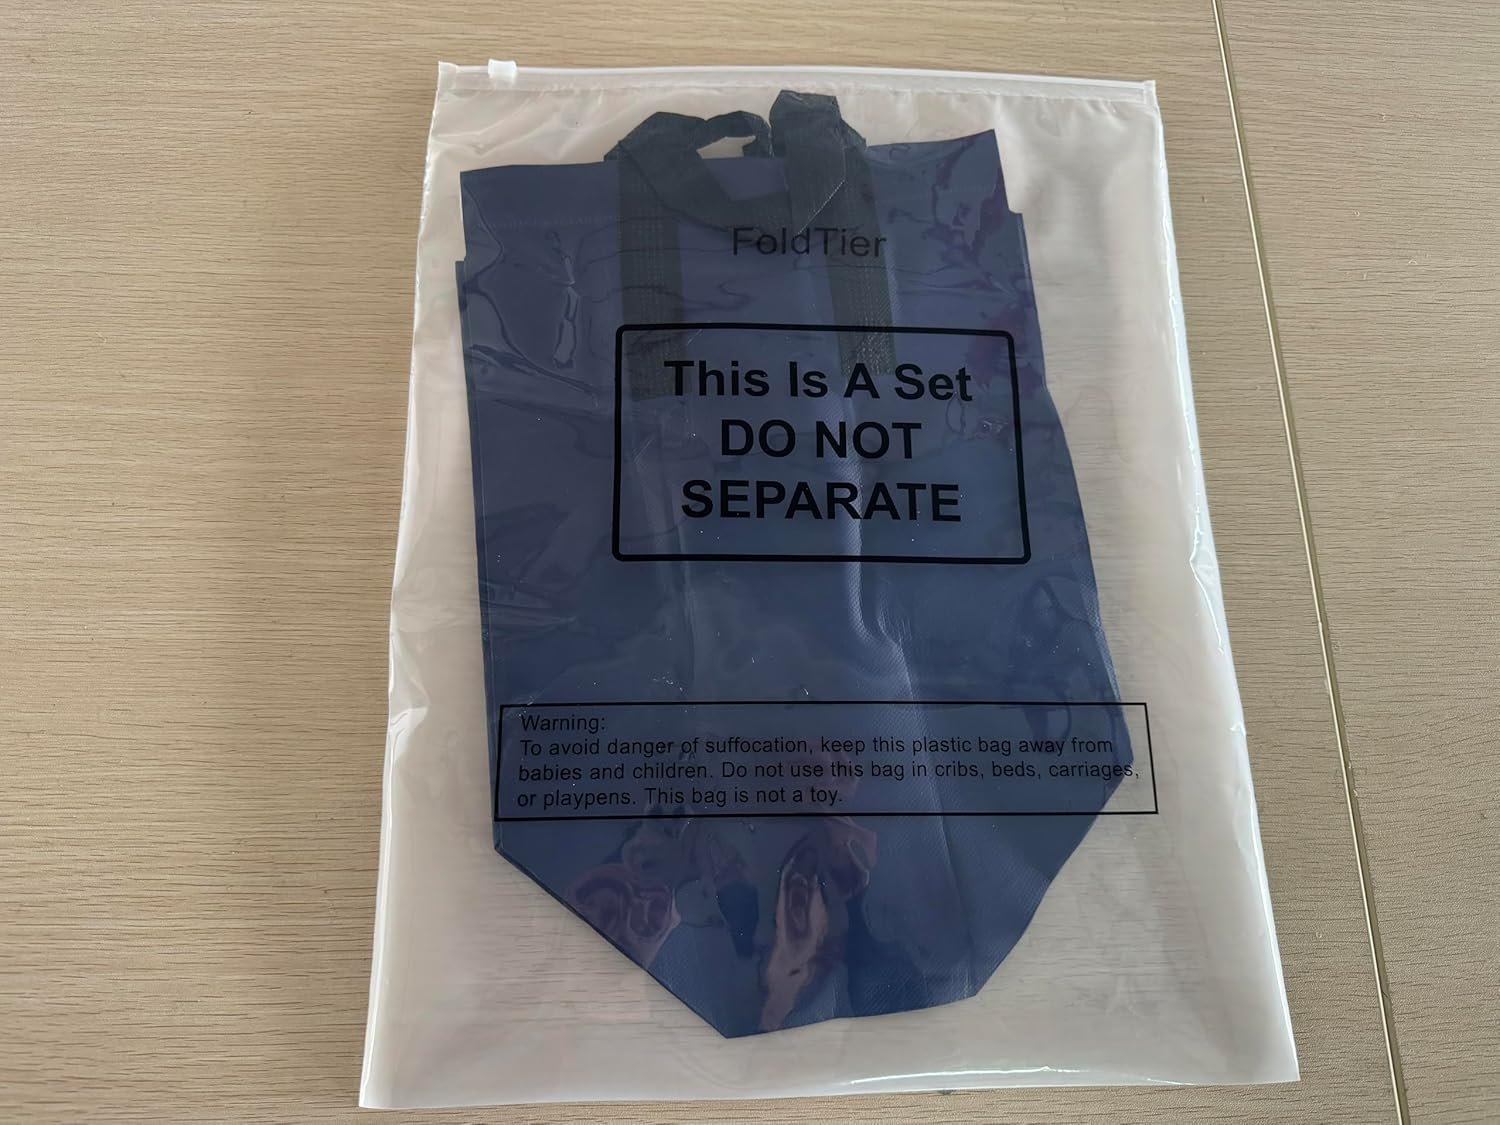 FoldTier
This Is A Set
DO NOT
SEPARATE
Warning:
To avoid danger of suffocation, keep this plastic bag away from
babies and children. Do not use this bag in cribs, beds, carriages,
or playpens. This bag is not a toy.